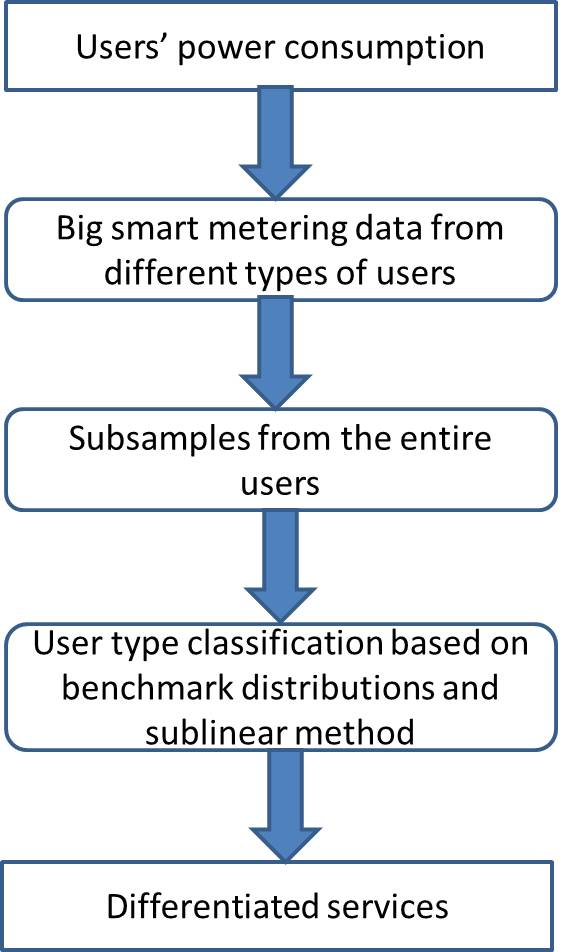 Users’ power consumption
Big smart metering data from
different types of users
Subsamples from the entire
users
User type classification based on
benchmark distributions and
sublinear method
Differentiated services